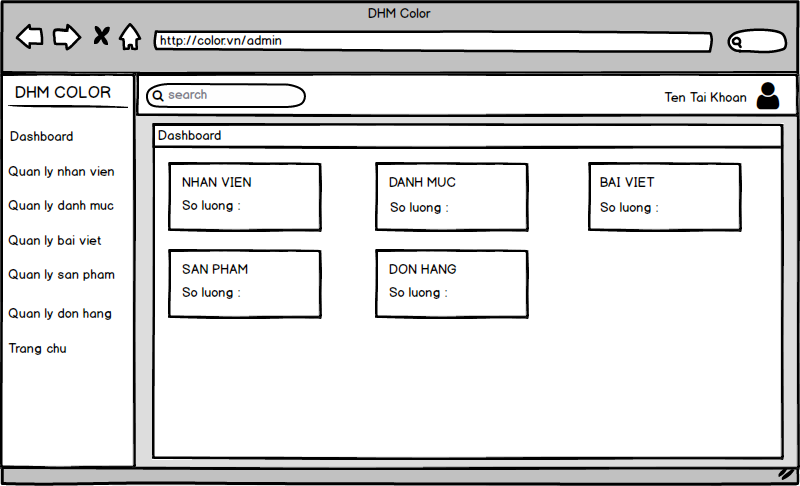 DHM Color
http://color.vn/admin
DHM COLOR
search
Ten Tai Khoan
Dashboard
Quan ly nhan vien
Quan ly danh muc
Quan ly bai viet
Quan ly san pham
Quan ly don hang
Trang chu
Dashboard
NHAN VIEN
So luong :
DANH MUC
So luong :
BAI VIET
So luong :
SAN PHAM
So luong :
DON HANG
So luong :